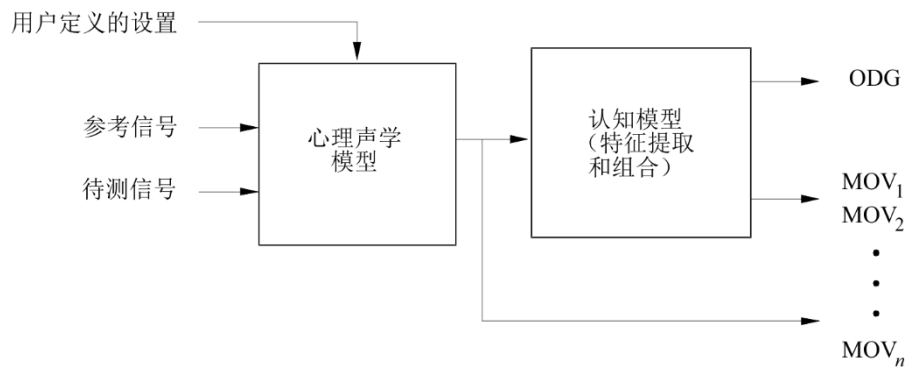 用户定义的设置
参考信号
待测信号
心理声学
模型
认知模型
（特征提取
和组合）
ODG
MOV1
MOV2
MOVn